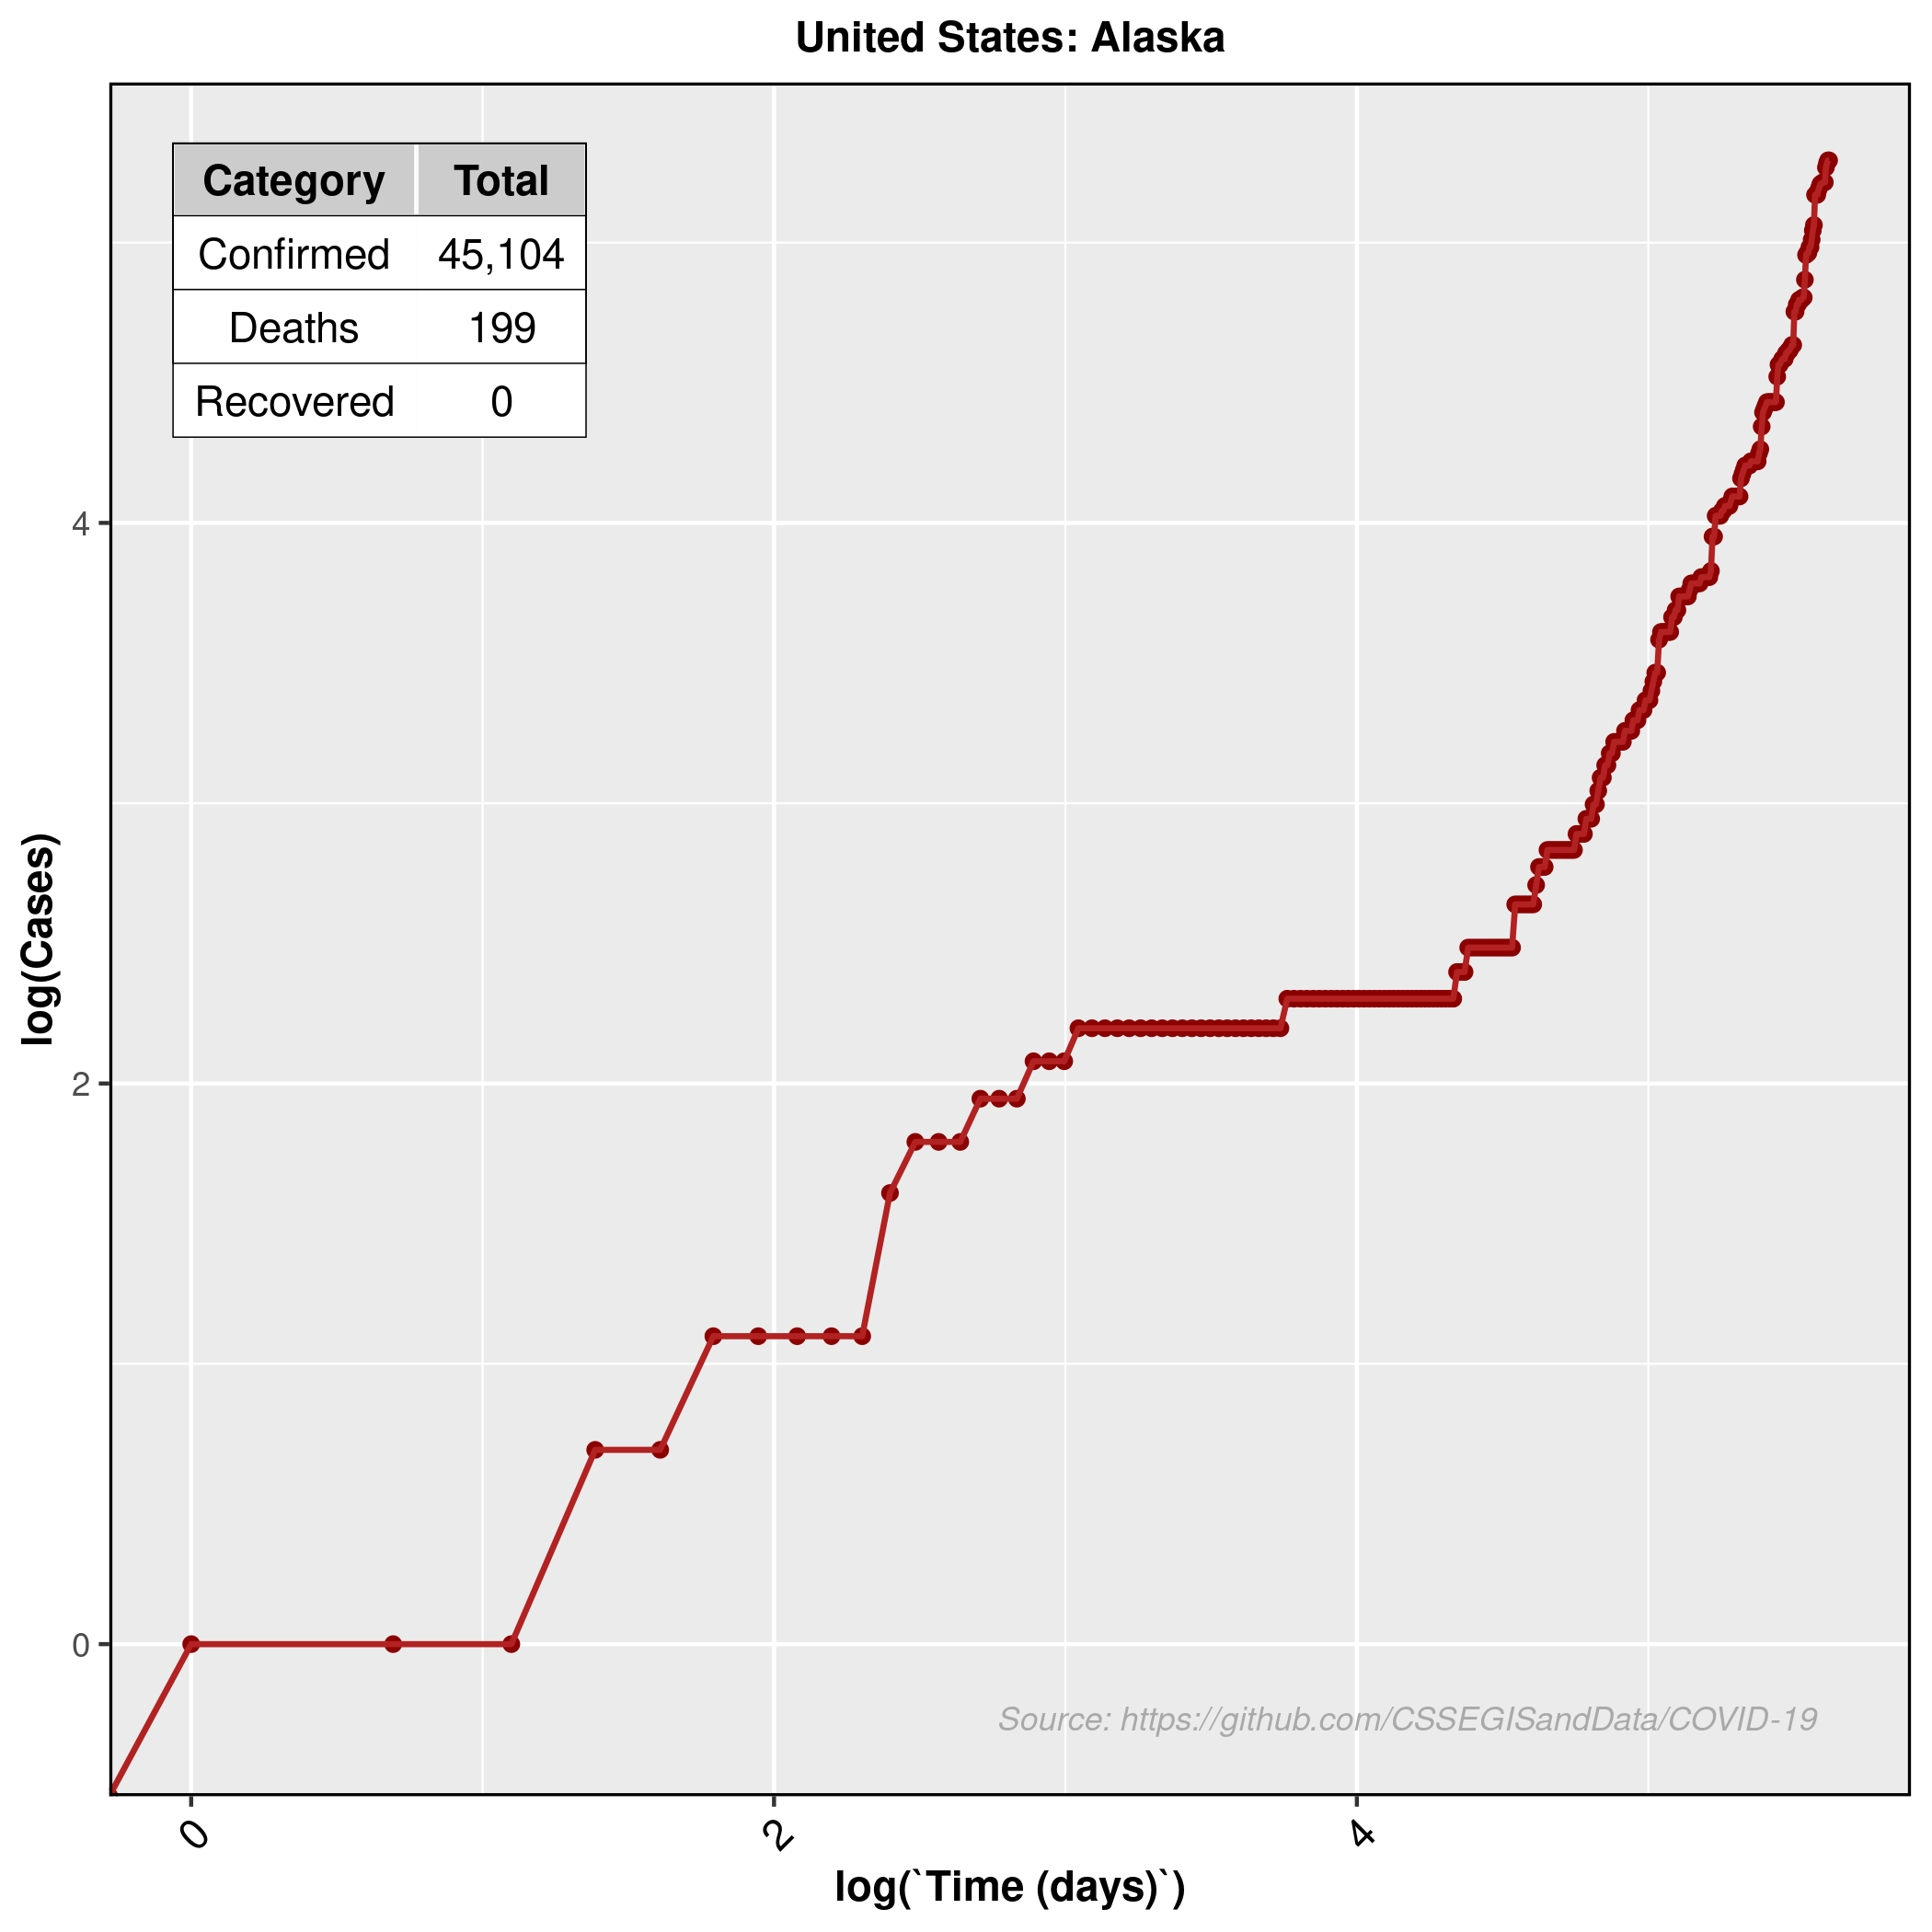 United States: Alaska
Category Total
Confirmed 45,104
Deaths 199
Recovered 0
4
2
0
log(Cases)
Source: https://github.com/CSSEGISandData/COVID-19
0 2 4
log(`Time (days)`)